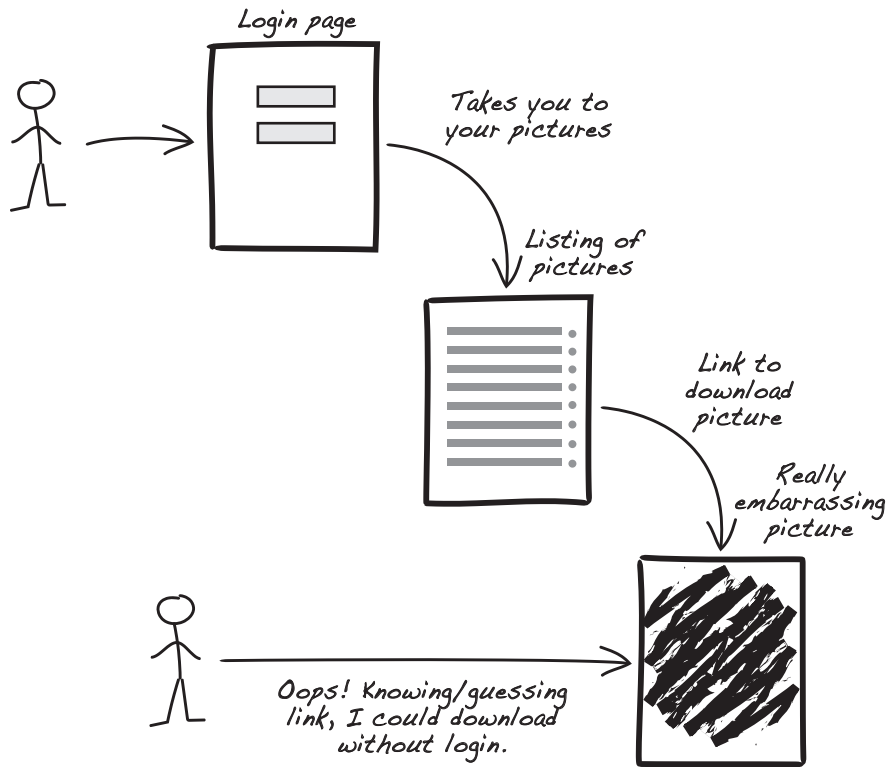 Login page
Takes you to
your pictures
Listing of
pictures
Link to
download
picture
Really
embarrassing
picture
Oops! Knowing/guessing
link, I could download
without login.